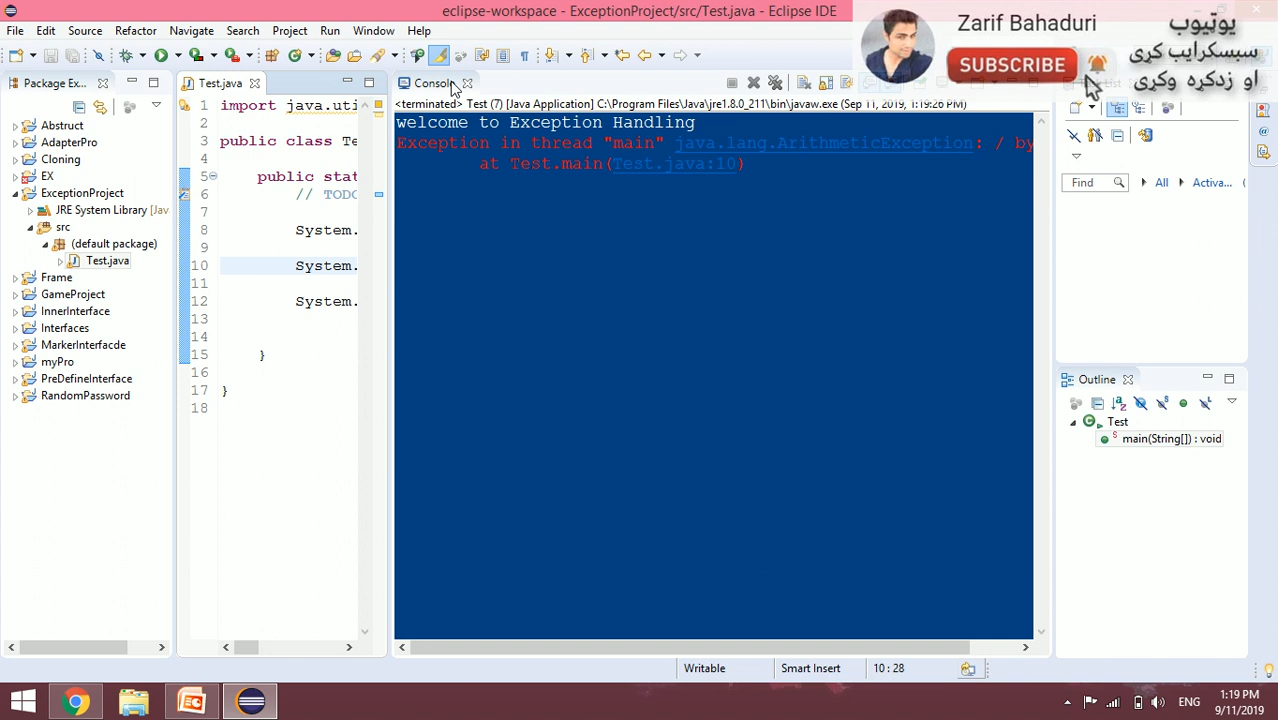 eclipse-workspace - ExceptionProject/src/Test.java - Eclipse IDE
File Edit Source Refactor Navigate Search Project Run Window Help
Zarif Bahaduri
SUBSCRIBE
یوټیوب
سبسکرایب کړی
او زدکړه وکړی
Package Ex...
Test.java
Console
<terminated> Test (7) [Java Application] C:\Program Files\Java\jre1.8.0_211\bin\javaw.exe (Sep 11, 2019, 1:19:20 PM)
Abstract
AdapterPro
Cloning
EX
ExceptionProject
JRE System Library [Jav
src
(default package)
Test.java
Frame
GameProject
InnerInterface
Interfaces
MarkerInterfacde
myPro
PreDefineInterface
RandomPassword
1 import java.uti
2
3 public class Te
4
5 public stat
6 // TODO
7
8 System.
9
10 System.
11
12 System.
13
14
15 }
16
17 }
18
welcome to Exception Handling
Exception in thread "main" java.lang.ArithmeticException: / by
at Test.main(Test.java:10)
Find All Activa...
Outline
Test
main(String[]) : void
Writable Smart Insert 10 : 28
ENG
1:19 PM
9/11/2019